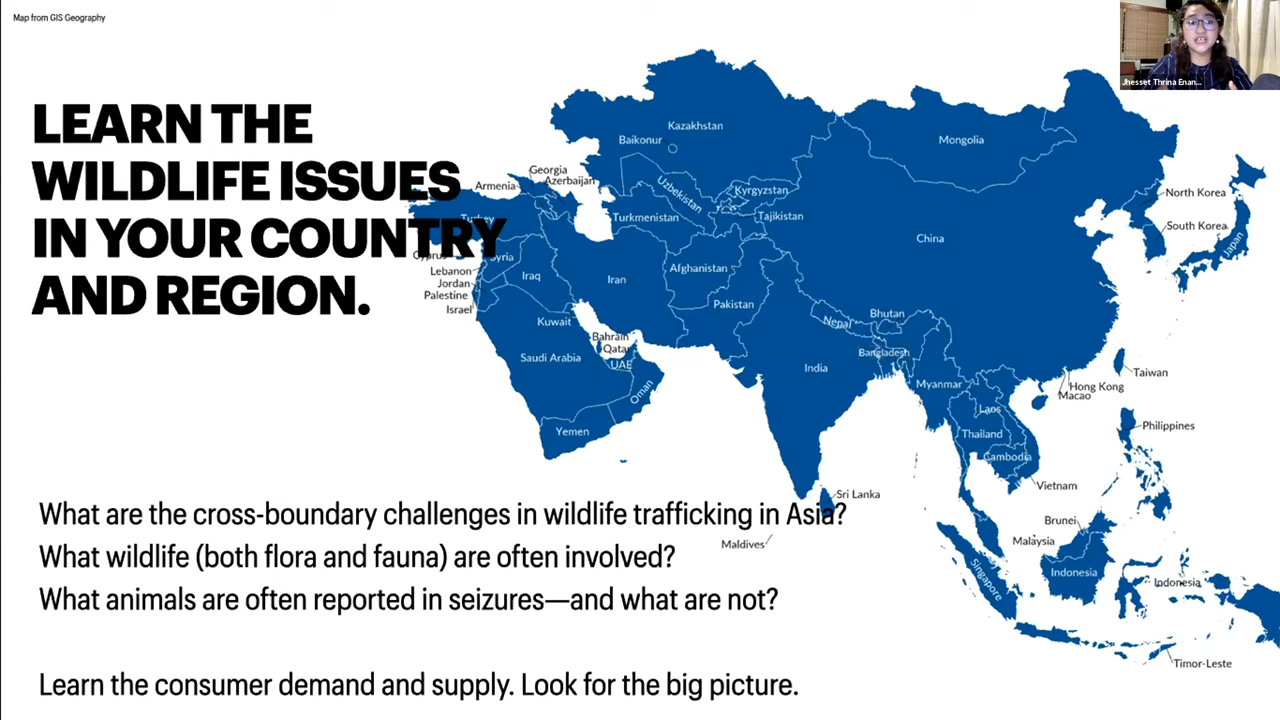 Map from GIS Geography
Jhesset Thrina Enan...
LEARN THE
WILDLIFE ISSUES
IN YOUR COUNTRY
AND REGION.
Kazakhstan
Baikonur
Mongolia
Georgia
Armenia
Azerbaijan
Uzbekistan
Kyrgyzstan
North Korea
Turkey
Turkmenistan
Tajikistan
South Korea
Japan
China
Cyprus
Syria
Lebanon
Iraq
Iran
Afghanistan
Jordan
Palestine
Israel
Pakistan
Kuwait
Nepal
Bhutan
Bahrain
Qatar
Bangladesh
Saudi Arabia
UAE
India
Taiwan
Oman
Myanmar
Hong Kong
Macao
Laos
Yemen
Thailand
Philippines
Cambodia
Vietnam
Sri Lanka
What are the cross-boundary challenges in wildlife trafficking in Asia?
Brunei
Maldives
Malaysia
What wildlife (both flora and fauna) are often involved?
Indonesia
Singapore
Indonesia
What animals are often reported in seizures—and what are not?
Timor-Leste
Learn the consumer demand and supply. Look for the big picture.